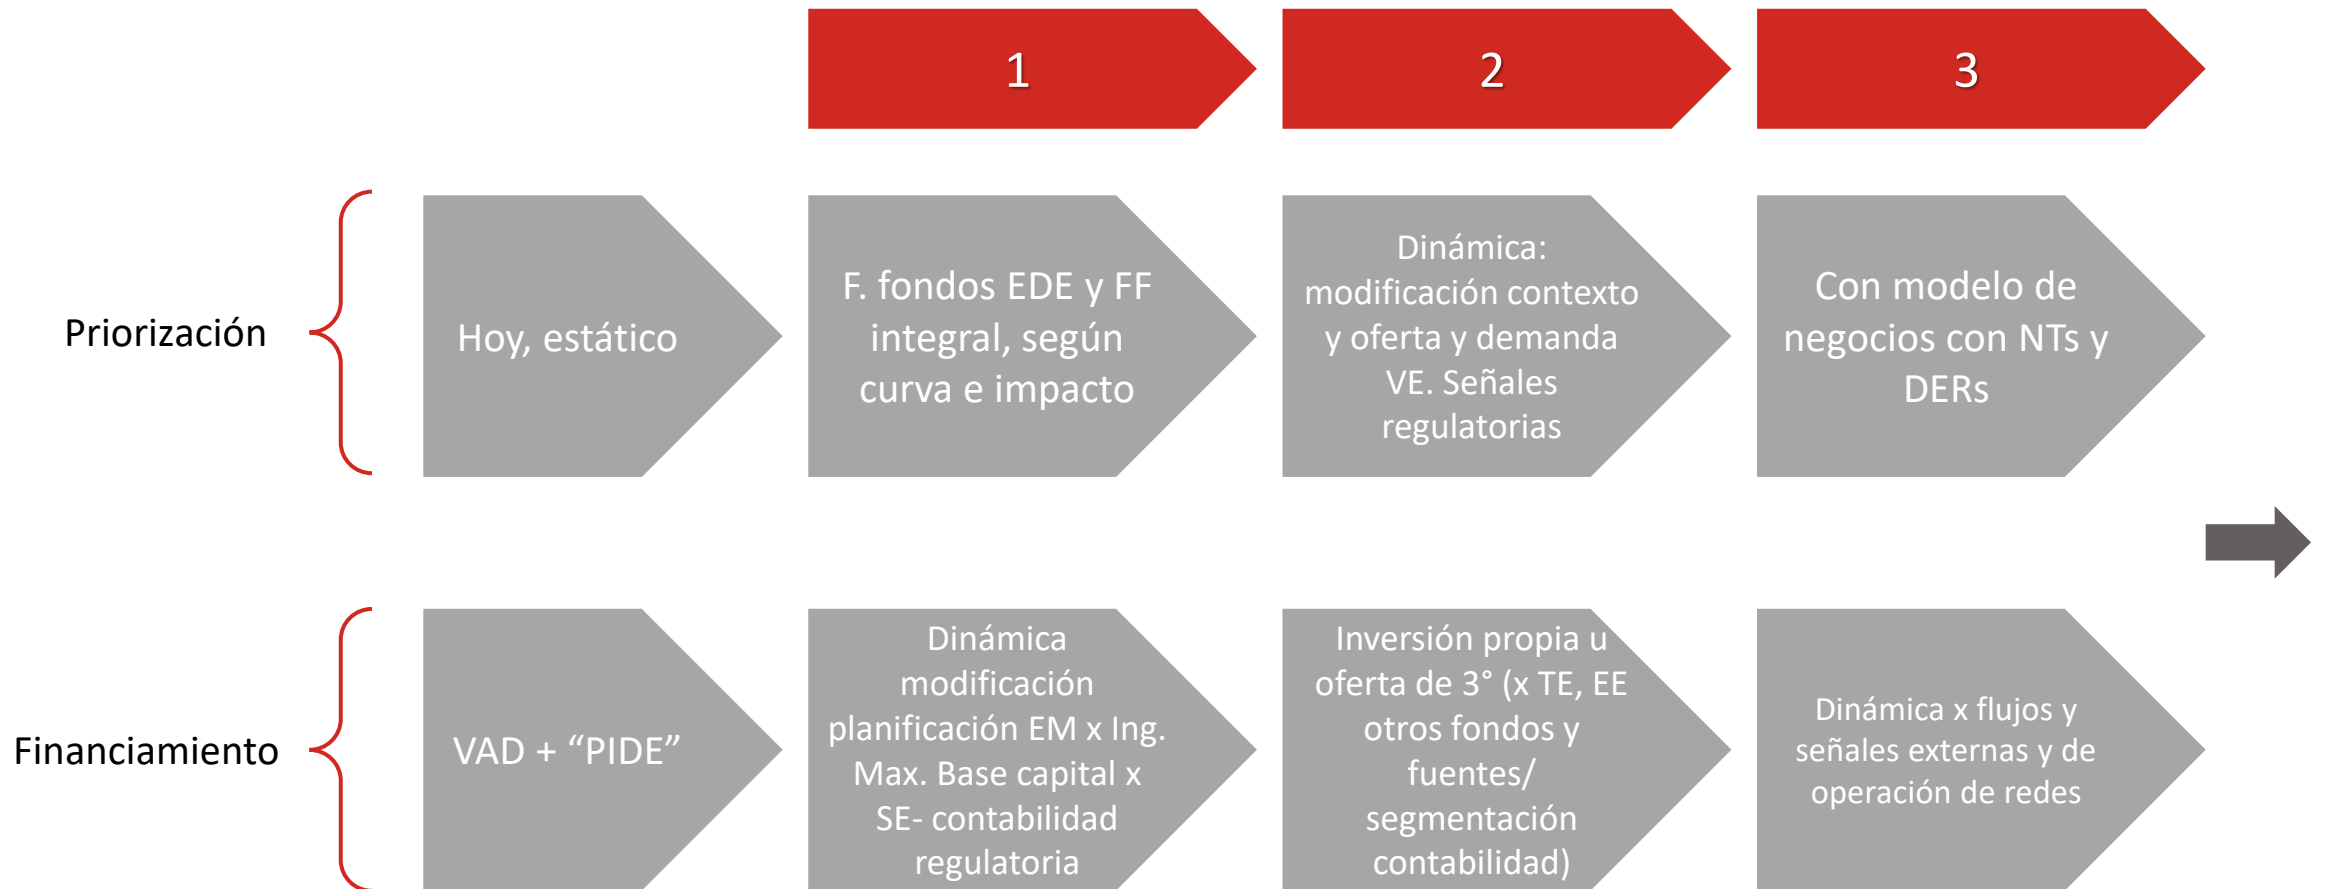 1
2
3
Priorización
Hoy, estático
F. fondos EDE y FF
integral, según
curva e impacto
Dinámica:
modificación contexto
y oferta y demanda
VE. Señales
regulatorias
Con modelo de
negocios con NTs y
DERs
Financiamiento
VAD + “PIDE”
Dinámica
modificación
planificación EM x Ing.
Max. Base capital x
SE- contabilidad
regulatoria
Inversión propia u
oferta de 3° (x TE, EE
otros fondos y
fuentes/
segmentación
contabilidad)
Dinámica x flujos y
señales externas y de
operación de redes